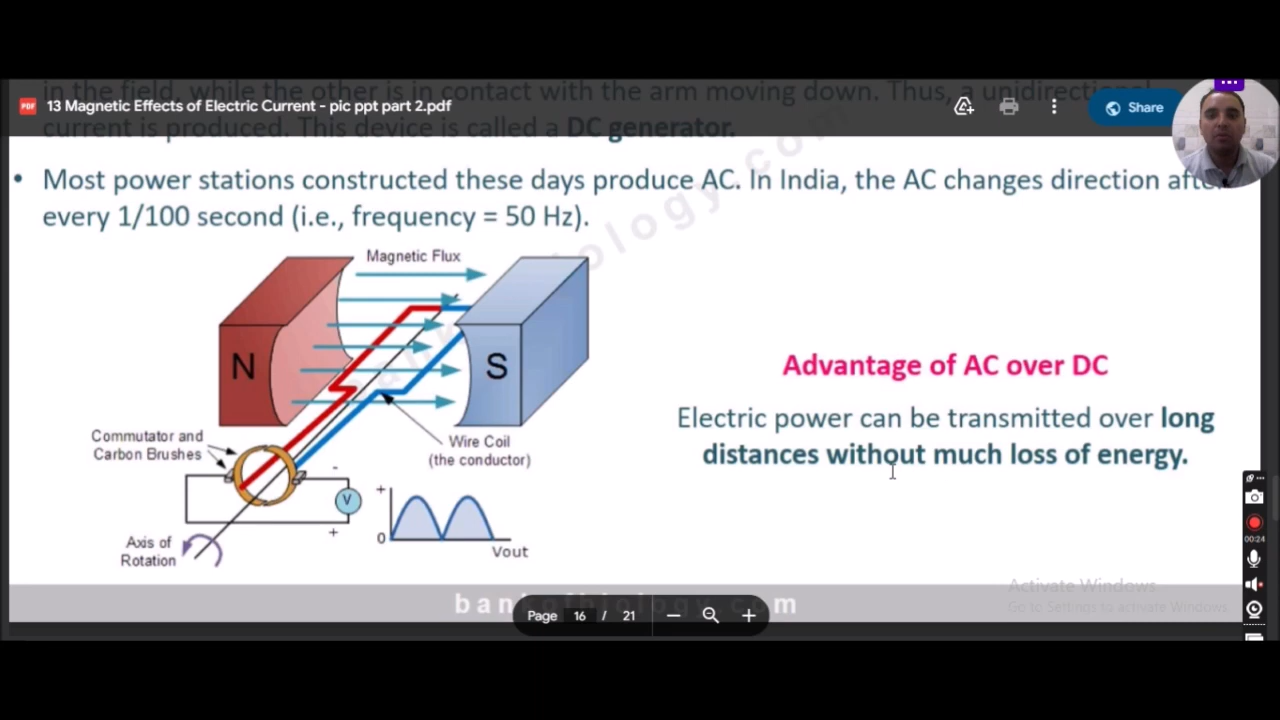 in the field, while the other is in contact with the arm moving down. Thus, a unidirectional
13 Magnetic Effects of Electric Current - pic ppt part 2.pdf
Share
current is produced. This device is called a DC generator.
• Most power stations constructed these days produce AC. In India, the AC changes direction after
every 1/100 second (i.e., frequency = 50 Hz).
Magnetic Flux
N
S
Commutator and
Carbon Brushes
Wire Coil
(the conductor)
-
V
+
+
0
Vout
Axis of
Rotation
Advantage of AC over DC
Electric power can be transmitted over long
distances without much loss of energy.
00:24
Activate Windows
Go to Settings to activate Windows.
bankofbiology.com
Page 16 / 21